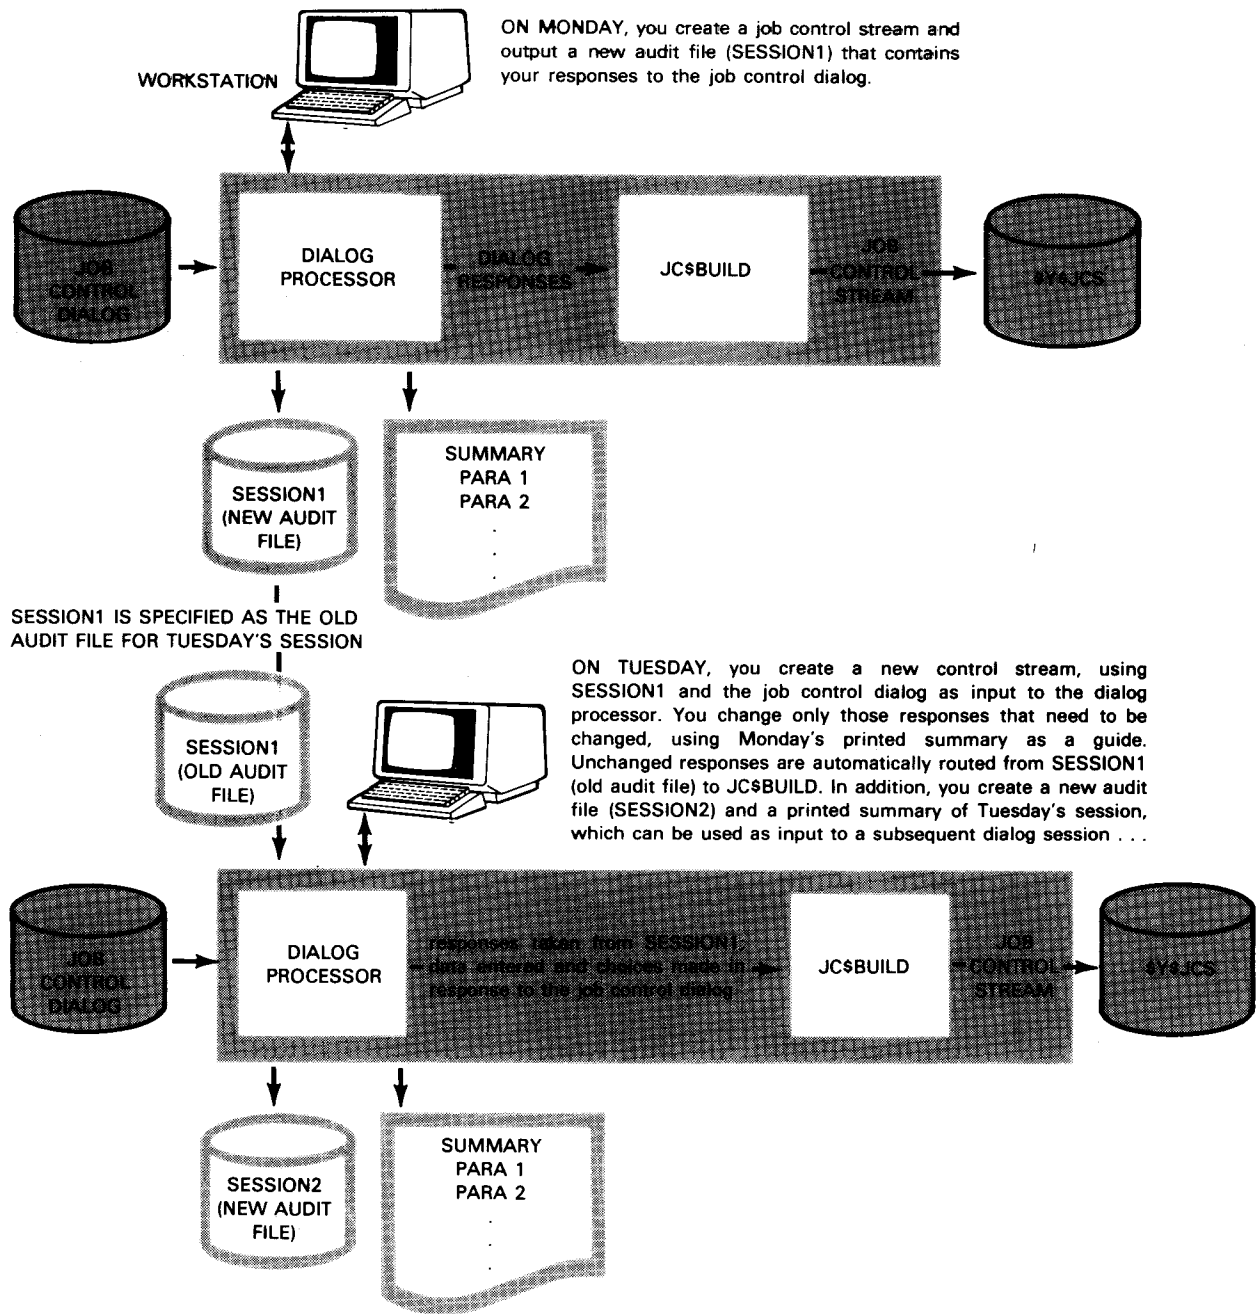 ON MONDAY, you create a job control stream and
output a new audit file (SESSION1) that contains
your responses to the job control dialog.
WORKSTATION
JOB
CONTROL
DIALOG
DIALOG
PROCESSOR
DIALOG
RESPONSES
JC$BUILD
JOB
CONTROL
STREAM
$Y$JCS
SESSION1
(NEW AUDIT
FILE)
SUMMARY
PARA 1
PARA 2
.
.
SESSION1 IS SPECIFIED AS THE OLD
AUDIT FILE FOR TUESDAY'S SESSION
SESSION1
(OLD AUDIT
FILE)
ON TUESDAY, you create a new control stream, using
SESSION1 and the job control dialog as input to the dialog
processor. You change only those responses that need to be
changed, using Monday's printed summary as a guide.
Unchanged responses are automatically routed from SESSION1
(old audit file) to JC$BUILD. In addition, you create a new audit
file (SESSION2) and a printed summary of Tuesday's session,
which can be used as input to a subsequent dialog session . . .
JOB
CONTROL
DIALOG
DIALOG
PROCESSOR
responses taken from SESSION1,
data entered and choices made in
response to the job control dialog
JC$BUILD
JOB
CONTROL
STREAM
$Y$JCS
SESSION2
(NEW AUDIT
FILE)
SUMMARY
PARA 1
PARA 2
.
.
.